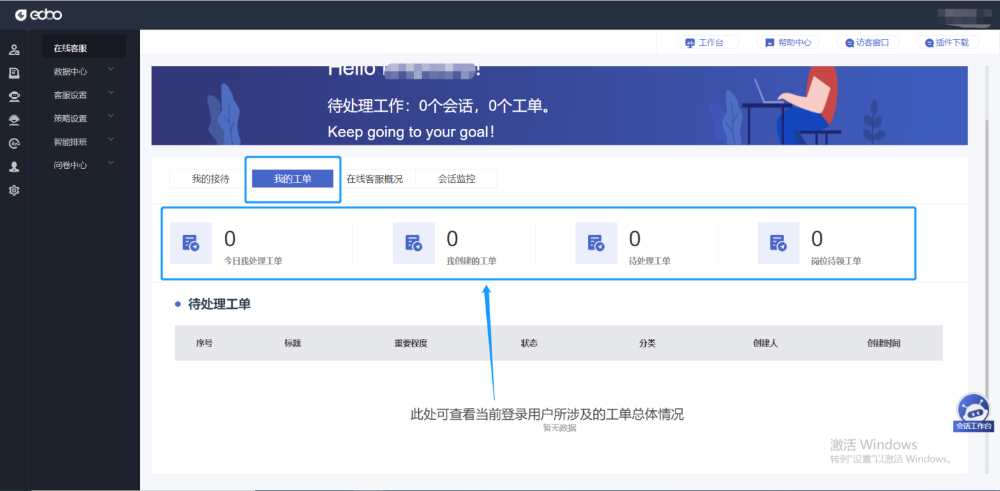 edbo
工作台
帮助中心
访客窗口
插件下载
在线客服
数据中心
客服设置
策略设置
智能排班
问卷中心
Hello !
待处理工作：0个会话，0个工单。
Keep going to your goal！
我的接待
我的工单
在线客服概况
会话监控
0
今日我处理工单
0
我创建的工单
0
待处理工单
0
岗位待领工单
待处理工单
序号 标题 重要程度 状态 分类 创建人 创建时间
此处可查看当前登录用户所涉及的工单总体情况
暂无数据
会话工作台
激活 Windows
转到"设置"以激活 Windows。